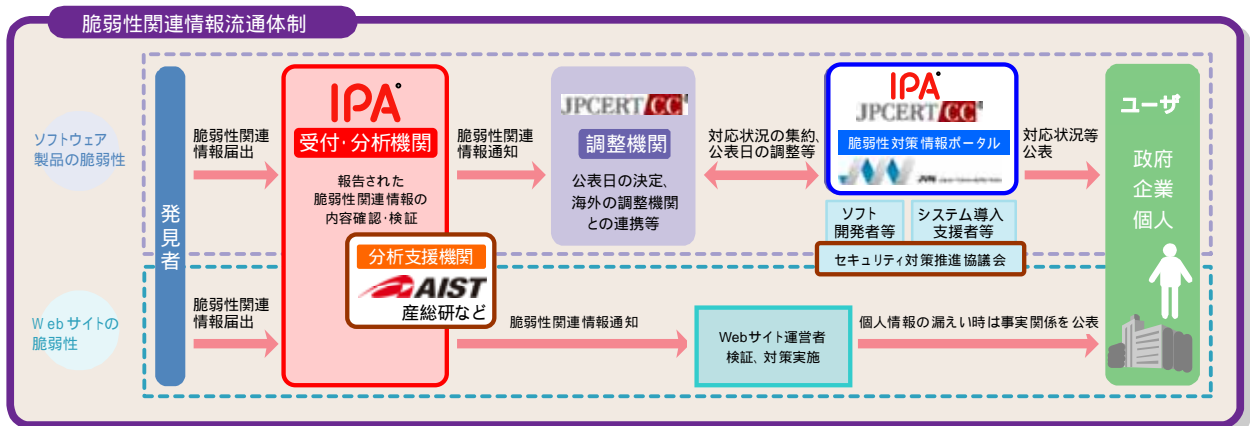 脆弱性関連情報流通体制
ソフトウェア
製品の脆弱性
発見者
脆弱性関連
情報届出
IPA
受付・分析機関
報告された
脆弱性関連情報の
内容確認・検証
分析支援機関
AIST
産総研など
脆弱性関連
情報通知
JPCERT/CC
調整機関
公表日の決定、
海外の調整機関
との連携等
対応状況の集約、
公表日の調整等
IPA
JPCERT/CC
脆弱性対策情報ポータル
ソフト
開発者等
システム導入
支援者等
セキュリティ対策推進協議会
対応状況等
公表
ユーザ
政府
企業
個人
Webサイトの
脆弱性
脆弱性関連
情報届出
脆弱性関連情報通知
Webサイト運営者
検証、対策実施
個人情報の漏えい時は事実関係を公表